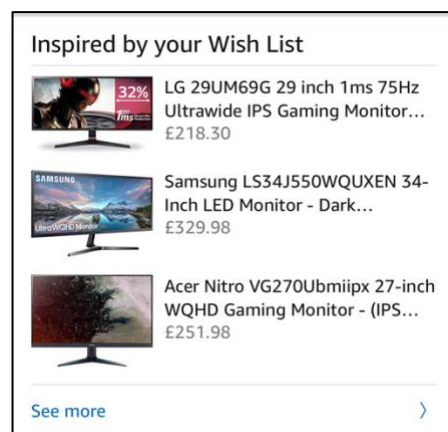 Inspired by your Wish List
32%
1ms
LG 29UM69G 29 inch 1ms 75Hz
Ultrawide IPS Gaming Monitor...
£218.30
SAMSUNG
UltraWQHD Monitor
Samsung LS34J550WQUXEN 34-
Inch LED Monitor - Dark...
£329.98
Acer Nitro VG270Ubmiipx 27-inch
WQHD Gaming Monitor - (IPS...
£251.98
See more